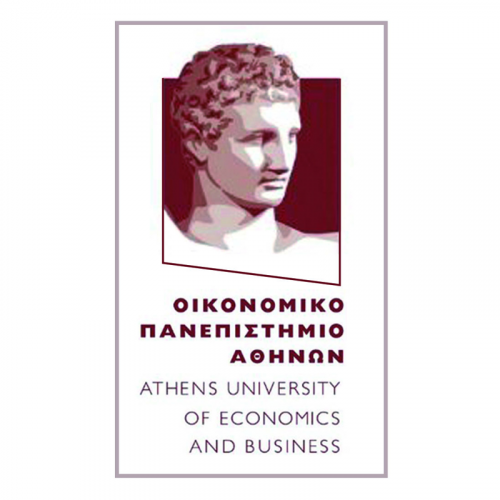 ΟΙΚΟΝΟΜΙΚΟ
ΠΑΝΕΠΙΣΤΗΜΙΟ
ΑΘΗΝΩΝ
ATHENS UNIVERSITY
OF ECONOMICS
AND BUSINESS